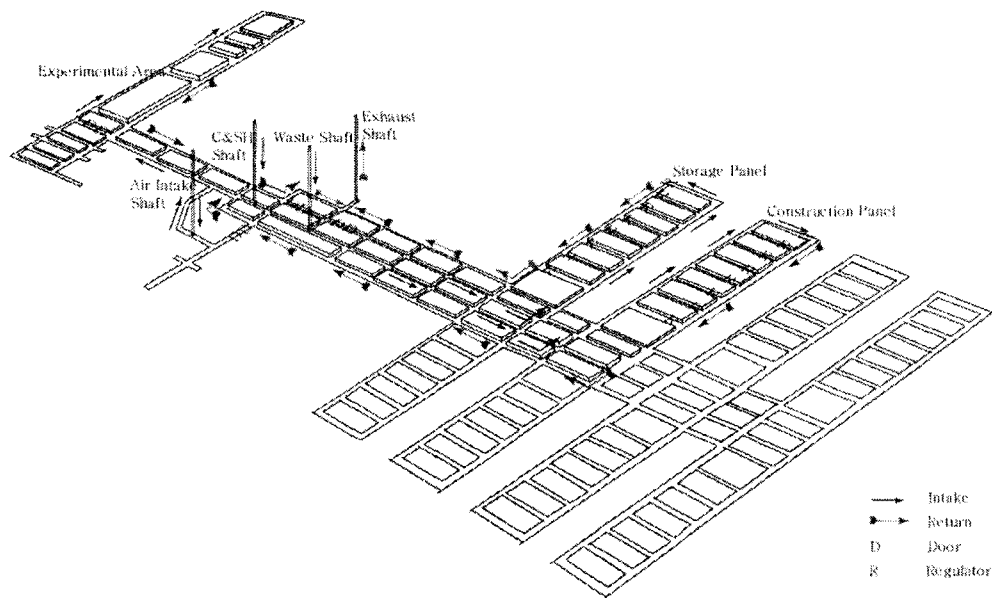 Experimental Area
C&SH
Shaft
Waste Shaft
Exhaust
Shaft
Air Intake
Shaft
Storage Panel
Construction Panel
Intake
Return
D Door
R Regulator